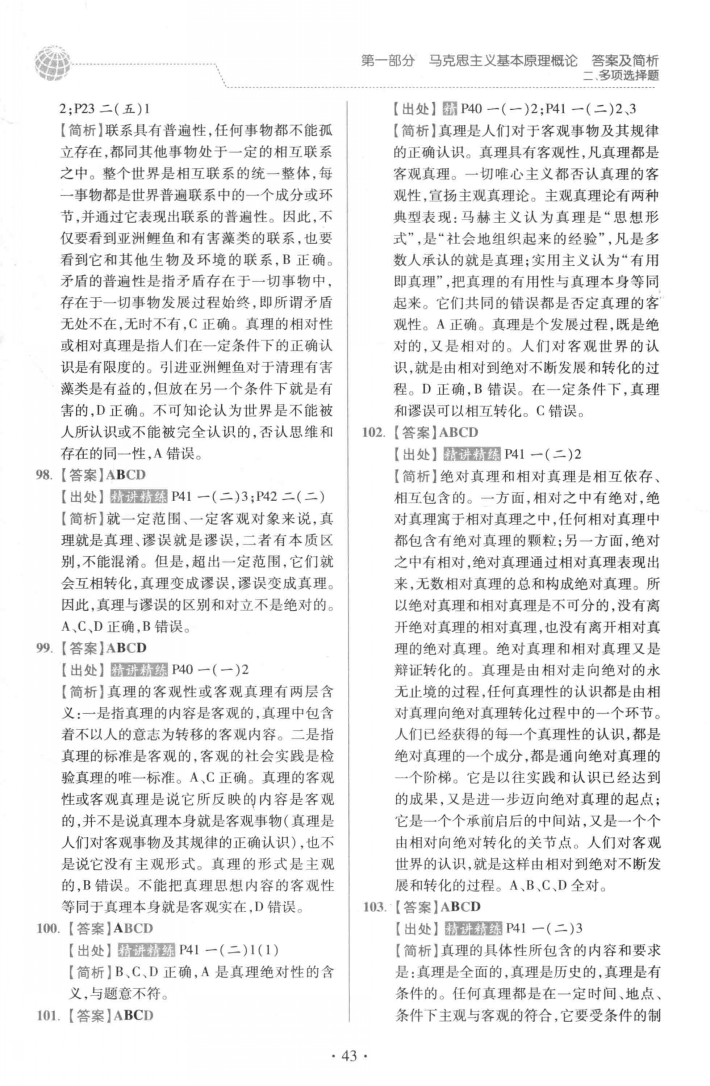 第一部分 马克思主义基本原理概论 答案及简析
二、多项选择题
2;P23 二(五)1
【简析】联系具有普遍性,任何事物都不能孤
立存在,都同其他事物处于一定的相互联系
之中。整个世界是相互联系的统一整体,每
一事物都是世界普遍联系中的一个成分或环
节,并通过它表现出联系的普遍性。因此,不
仅要看到亚洲鲤鱼和有害藻类的联系,也要
看到它和其他生物及环境的联系,B 正确。
矛盾的普遍性是指矛盾存在于一切事物中,
存在于一切事物发展过程始终,即所谓矛盾
无处不在,无时不有,C 正确。真理的相对性
或相对真理是指人们在一定条件下的正确认
识是有限度的。引进亚洲鲤鱼对于清理有害
藻类是有益的,但放在另一个条件下就是有
害的,D 正确。不可知论认为世界是不能被
人所认识或不能被完全认识的,否认思维和
存在的同一性,A 错误。
98. 【答案】ABCD
【出处】精讲精练 P41 一(二)3;P42 二(二)
【简析】就一定范围、一定客观对象来说,真
理就是真理、谬误就是谬误,二者有本质区
别,不能混淆。但是,超出一定范围,它们就
会互相转化,真理变成谬误,谬误变成真理。
因此,真理与谬误的区别和对立不是绝对的。
A、C、D 正确,B 错误。
99. 【答案】ABCD
【出处】精讲精练 P40 一(一)2
【简析】真理的客观性或客观真理有两层含
义:一是指真理的内容是客观的,真理中包含
着不以人的意志为转移的客观内容。二是指
真理的标准是客观的,客观的社会实践是检
验真理的唯一标准。A、C 正确。真理的客观
性或客观真理是说它所反映的内容是客观
的,并不是说真理本身就是客观事物(真理是
人们对客观事物及其规律的正确认识),也不
是说它没有主观形式。真理的形式是主观
的,B 错误。不能把真理思想内容的客观性
等同于真理本身就是客观实在,D 错误。
100. 【答案】ABCD
【出处】精讲精练 P41 一(二)1(1)
【简析】B、C、D 正确,A 是真理绝对性的含
义,与题意不符。
101. 【答案】ABCD
【出处】精 P40 一(一)2;P41 一(二)2、3
【简析】真理是人们对于客观事物及其规律
的正确认识。真理具有客观性,凡真理都是
客观真理。一切唯心主义都否认真理的客
观性,宣扬主观真理论。主观真理论有两种
典型表现:马赫主义认为真理是“思想形
式”,是“社会地组织起来的经验”,凡是多
数人承认的就是真理;实用主义认为“有用
即真理”,把真理的有用性与真理本身等同
起来。它们共同的错误都是否定真理的客
观性。A 正确。真理是个发展过程,既是绝
对的,又是相对的。人们对客观世界的认
识,就是由相对到绝对不断发展和转化的过
程。D 正确,B 错误。在一定条件下,真理
和谬误可以相互转化。C 错误。
102. 【答案】ABCD
【出处】精讲精练 P41 一(二)2
【简析】绝对真理和相对真理是相互依存、
相互包含的。一方面,相对之中有绝对,绝
对真理寓于相对真理之中,任何相对真理中
都包含有绝对真理的颗粒;另一方面,绝对
之中有相对,绝对真理通过相对真理表现出
来,无数相对真理的总和构成绝对真理。所
以绝对真理和相对真理是不可分的,没有离
开绝对真理的相对真理,也没有离开相对真
理的绝对真理。绝对真理和相对真理又是
辩证转化的。真理是由相对走向绝对的永
无止境的过程,任何真理性的认识都是由相
对真理向绝对真理转化过程中的一个环节。
人们已经获得的每一个真理性的认识,都是
绝对真理的一个成分,都是通向绝对真理的
一个阶梯。它是以往实践和认识已经达到
的成果,又是进一步迈向绝对真理的起点;
它是一个个承前启后的中间站,又是一个个
由相对向绝对转化的关节点。人们对客观
世界的认识,就是这样由相对到绝对不断发
展和转化的过程。A、B、C、D 全对。
103. 【答案】ABCD
【出处】精讲精练 P41 一(二)3
【简析】真理的具体性所包含的内容和要求
是:真理是全面的,真理是历史的,真理是有
条件的。任何真理都是在一定时间、地点、
条件下主观与客观的符合,它要受条件的制
· 43 ·